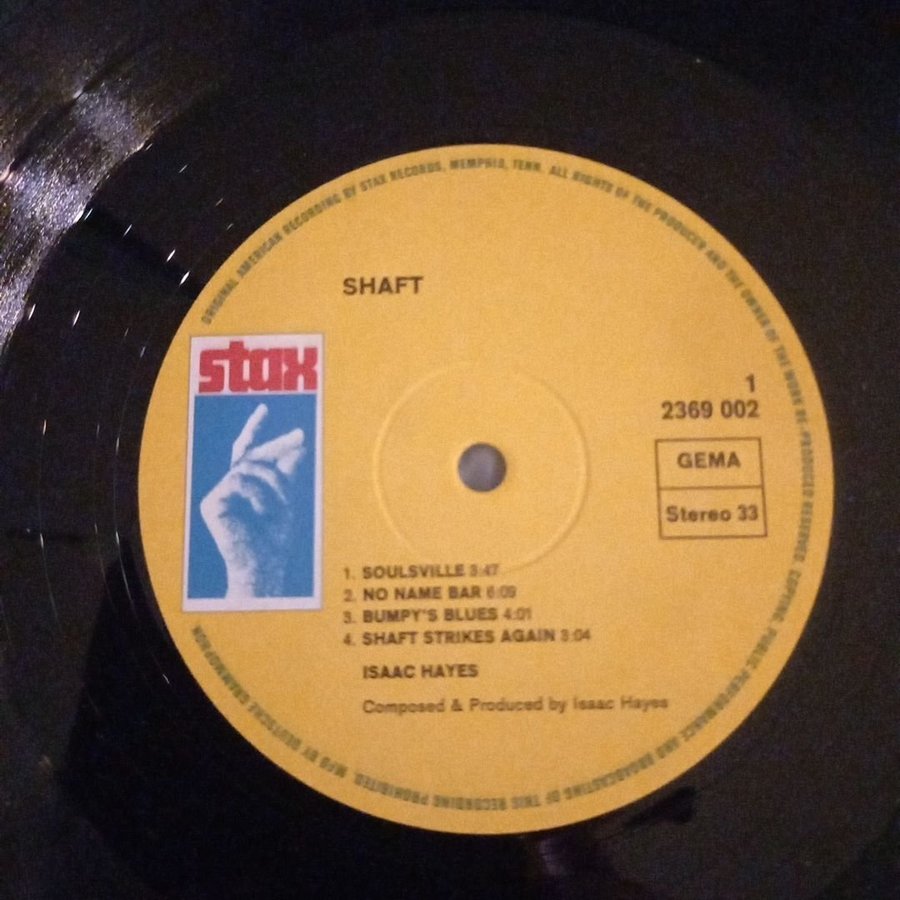 ORIGINAL AMERICAN RECORDING BY STAX RECORDS, MEMPHIS, TENN. ALL RIGHTS OF THE PRODUCER AND THE OWNER OF THE WORK RE-PRODUCED RESERVED. COPYING, PUBLIC PERFORMANCE AND BROADCASTING OF THIS RECORDING PROHIBITED. MFD BY DEUTSCHE GRAMMOPHON.
SHAFT
stax
1
2369 002
GEMA
Stereo 33
1. SOULSVILLE 3:47
2. NO NAME BAR 6:09
3. BUMPY'S BLUES 4:01
4. SHAFT STRIKES AGAIN 3:04
ISAAC HAYES
Composed & Produced by Isaac Hayes